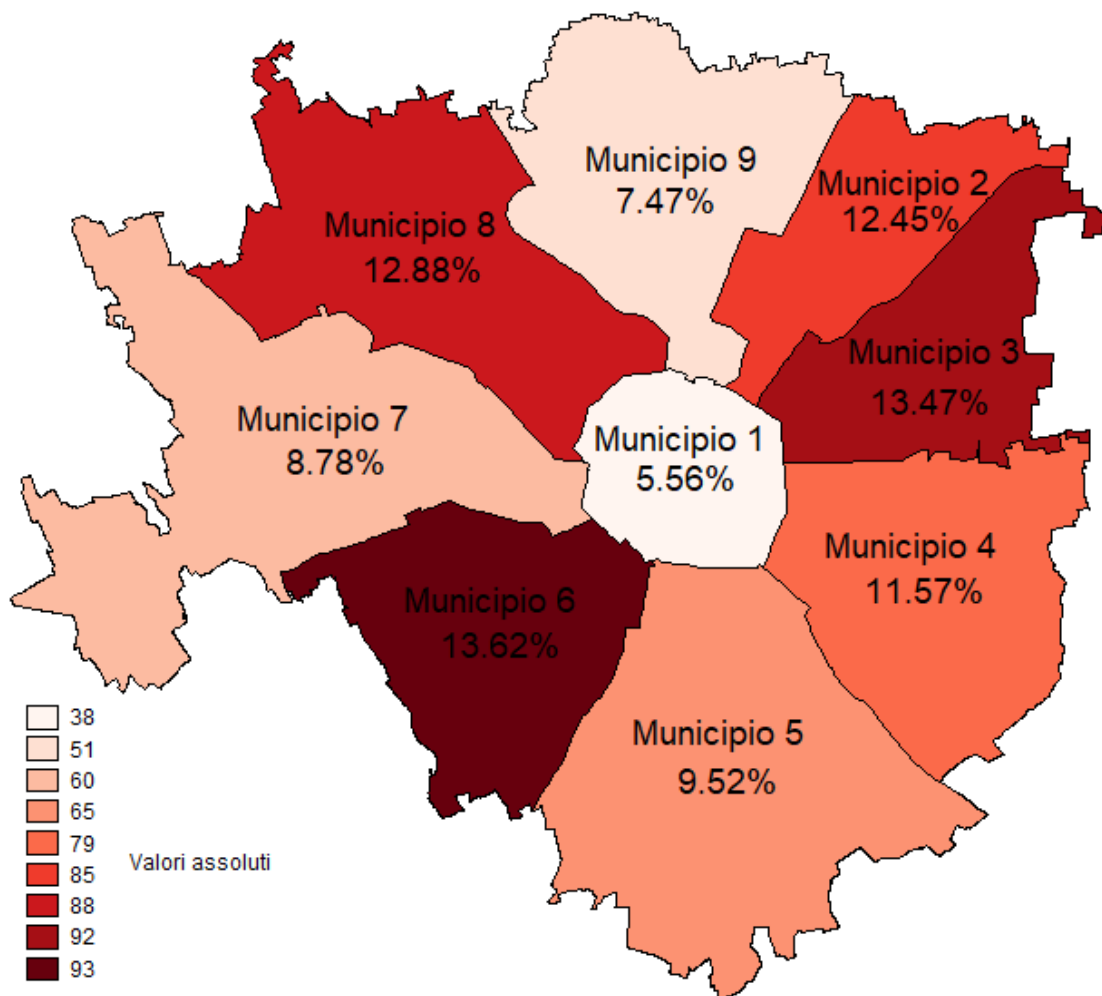 Municipio 9
7.47%
Municipio 2
12.45%
Municipio 8
12.88%
Municipio 3
13.47%
Municipio 7
8.78%
Municipio 1
5.56%
Municipio 4
11.57%
Municipio 6
13.62%
Municipio 5
9.52%
38
51
60
65
79
85
88
92
93
Valori assoluti